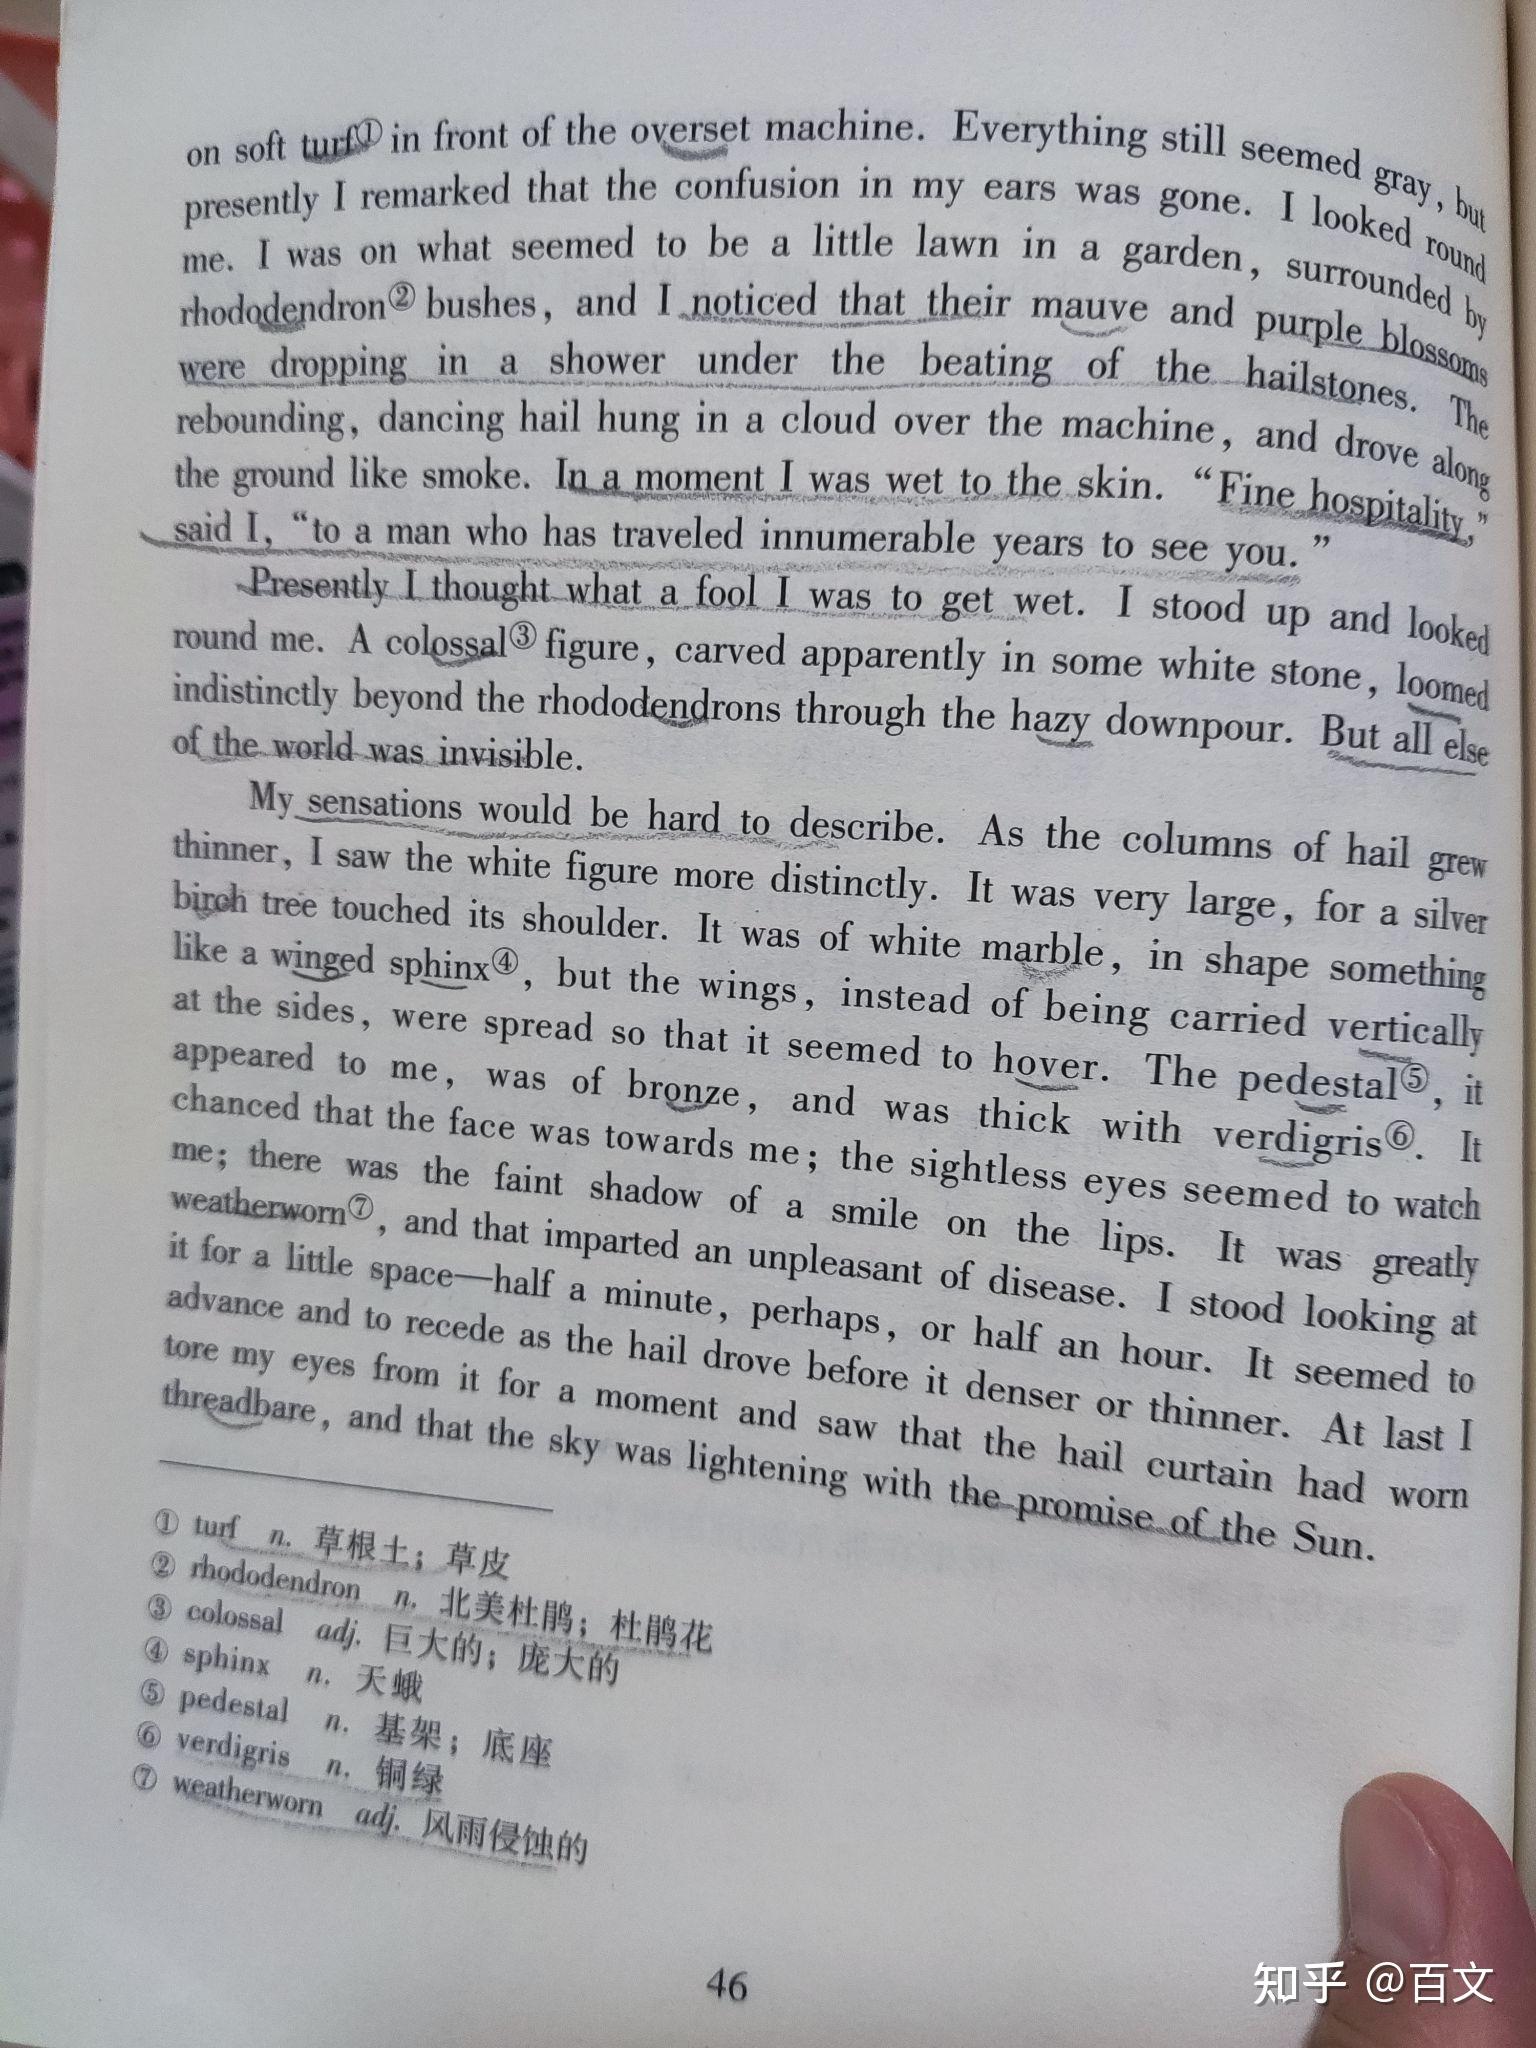 on soft turf① in front of the overset machine. Everything still seemed gray, but
presently I remarked that the confusion in my ears was gone. I looked round
me. I was on what seemed to be a little lawn in a garden, surrounded by
rhododendron② bushes, and I noticed that their mauve and purple blossoms
were dropping in a shower under the beating of the hailstones. The
rebounding, dancing hail hung in a cloud over the machine, and drove along
the ground like smoke. In a moment I was wet to the skin. “Fine hospitality,”
said I, “to a man who has traveled innumerable years to see you.”
Presently I thought what a fool I was to get wet. I stood up and looked
round me. A colossal③ figure, carved apparently in some white stone, loomed
indistinctly beyond the rhododendrons through the hazy downpour. But all else
of the world was invisible.
My sensations would be hard to describe. As the columns of hail grew
thinner, I saw the white figure more distinctly. It was very large, for a silver
birch tree touched its shoulder. It was of white marble, in shape something
like a winged sphinx④, but the wings, instead of being carried vertically
at the sides, were spread so that it seemed to hover. The pedestal⑤, it
appeared to me, was of bronze, and was thick with verdigris⑥. It
chanced that the face was towards me; the sightless eyes seemed to watch
me; there was the faint shadow of a smile on the lips. It was greatly
weatherworn⑦, and that imparted an unpleasant of disease. I stood looking at
it for a little space—half a minute, perhaps, or half an hour. It seemed to
advance and to recede as the hail drove before it denser or thinner. At last I
tore my eyes from it for a moment and saw that the hail curtain had worn
threadbare, and that the sky was lightening with the promise of the Sun.
① turf n. 草根土；草皮
② rhododendron n. 北美杜鹃；杜鹃花
③ colossal adj. 巨大的；庞大的
④ sphinx n. 天蛾
⑤ pedestal n. 基架；底座
⑥ verdigris n. 铜绿
⑦ weatherworn adj. 风雨侵蚀的
46
知乎 @百文